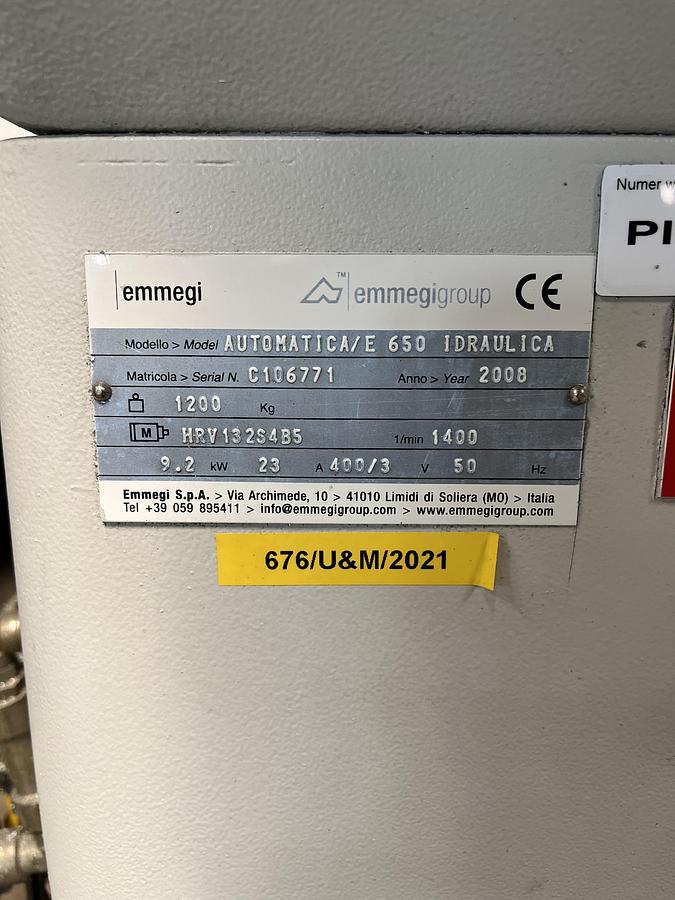 emmegi
™ emmegigroup CE
Modello > Model AUTOMATICA/E 650 IDRAULICA
Matricola > Serial N. C106771 Anno > Year 2008
1200 Kg
M HRV132S4B5 1/min 1400
9.2 kW 23 A 400/3 V 50 Hz
Emmegi S.p.A. > Via Archimede, 10 > 41010 Limidi di Soliera (MO) > Italia
Tel +39 059 895411 > info@emmegigroup.com > www.emmegigroup.com
676/U&M/2021
Numer
PI